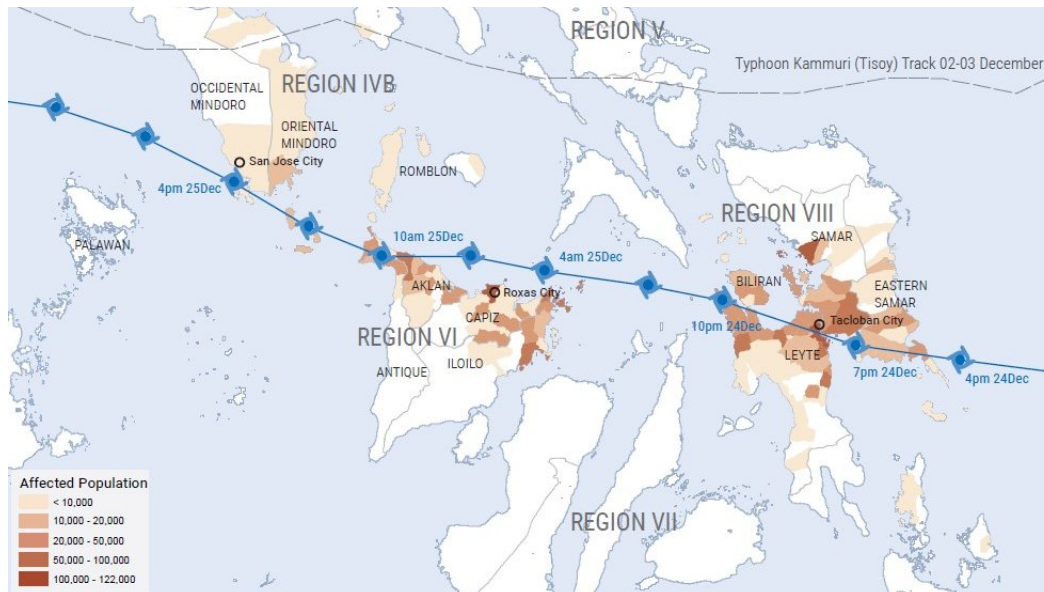 REGION V
Typhoon Kammuri (Tisoy) Track 02-03 December
REGION IVB
OCCIDENTAL
MINDORO
ORIENTAL
MINDORO
San Jose City
4pm 25Dec
ROMBLON
PALAWAN
10am 25Dec
4am 25Dec
REGION VIII
SAMAR
BILIRAN
EASTERN
SAMAR
AKLAN
Roxas City
CAPIZ
10pm 24Dec
Tacloban City
REGION VI
ILOILO
ANTIQUE
LEYTE
7pm 24Dec
4pm 24Dec
REGION VII
Affected Population
< 10,000
10,000 - 20,000
20,000 - 50,000
50,000 - 100,000
100,000 - 122,000